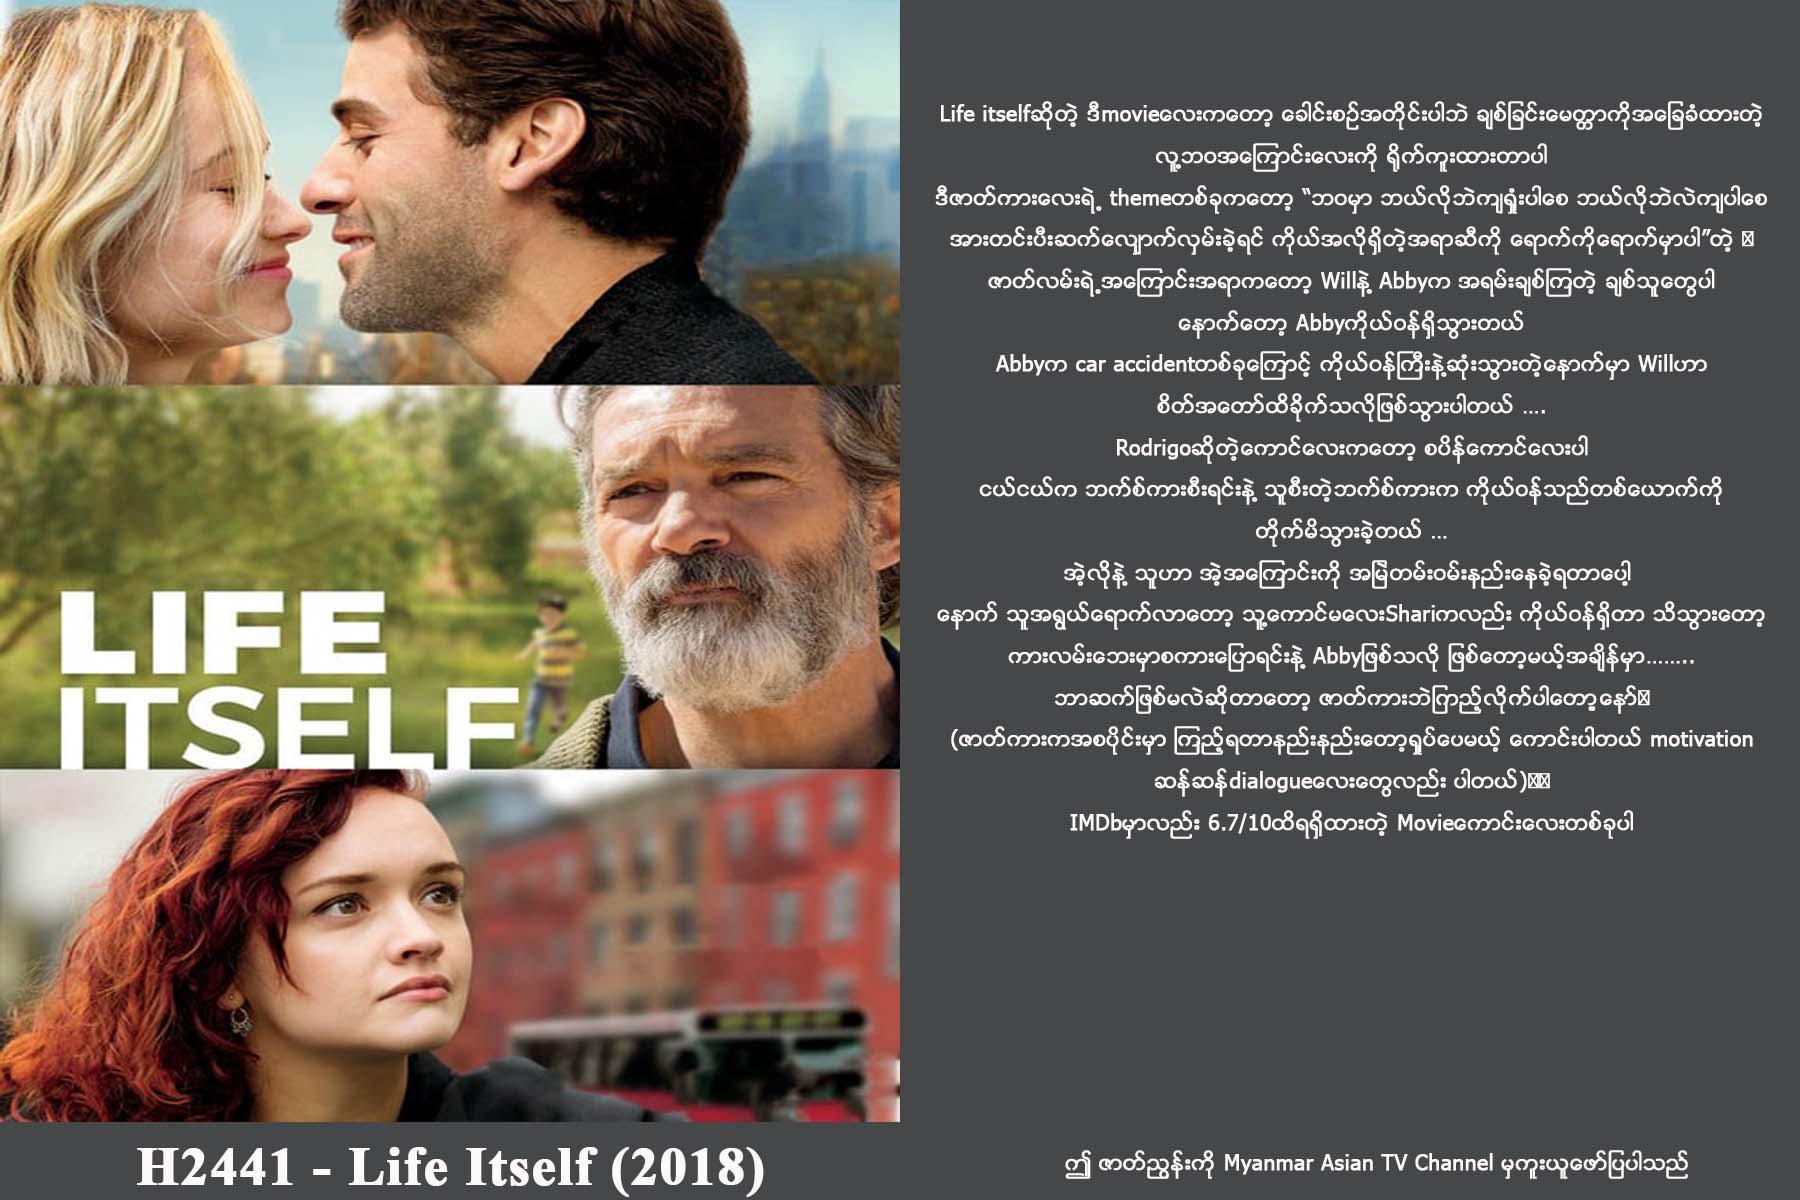 LIFE
ITSELF
H2441 - Life Itself (2018)
Life itselfဆိုတဲ့ ဒီmovieလေးကတော့ ခေါင်းစဉ်အတိုင်းပါဘဲ ချစ်ခြင်းမေတ္တာကိုအခြေခံထားတဲ့
လူ့ဘဝအကြောင်းလေးကို ရိုက်ကူးထားတာပါ
ဒီဇာတ်ကားလေးရဲ့ themeတစ်ခုကတော့ “ဘဝမှာ ဘယ်လိုဘဲကျရှုံးပါစေ ဘယ်လိုဘဲလဲကျပါစေ
အားတင်းပီးဆက်လျှောက်လှမ်းခဲ့ရင် ကိုယ်အလိုရှိတဲ့အရာဆီကို ရောက်ကိုရောက်မှာပါ”တဲ့
ဇာတ်လမ်းရဲ့အကြောင်းအရာကတော့ Willနဲ့ Abbyက အရမ်းချစ်ကြတဲ့ ချစ်သူတွေပါ
နောက်တော့ Abbyကိုယ်ဝန်ရှိသွားတယ်
Abbyက car accidentတစ်ခုကြောင့် ကိုယ်ဝန်ကြီးနဲ့ဆုံးသွားတဲ့နောက်မှာ Willဟာ
စိတ်အတော်ထိခိုက်သလိုဖြစ်သွားပါတယ် ....
Rodrigoဆိုတဲ့ကောင်လေးကတော့ စပိန်ကောင်လေးပါ
ငယ်ငယ်က ဘက်စ်ကားစီးရင်းနဲ့ သူစီးတဲ့ဘက်စ်ကားက ကိုယ်ဝန်သည်တစ်ယောက်ကို
တိုက်မိသွားခဲ့တယ် ...
အဲ့လိုနဲ့ သူဟာ အဲ့အကြောင်းကို အမြဲတမ်းဝမ်းနည်းနေခဲ့ရတာပေါ့
နောက် သူအရွယ်ရောက်လာတော့ သူ့ကောင်မလေးShariကလည်း ကိုယ်ဝန်ရှိတာ သိသွားတော့
ကားလမ်းဘေးမှာစကားပြောရင်းနဲ့ Abbyဖြစ်သလို ဖြစ်တော့မယ့်အချိန်မှာ........
ဘာဆက်ဖြစ်မလဲဆိုတာတော့ ဇာတ်ကားဘဲကြည့်လိုက်ပါတော့နော်
(ဇာတ်ကားကအစပိုင်းမှာ ကြည့်ရတာနည်းနည်းတော့ရှုပ်ပေမယ့် ကောင်းပါတယ် motivation
ဆန်ဆန်dialogueလေးတွေလည်း ပါတယ်)
IMDbမှာလည်း 6.7/10ထိရရှိထားတဲ့ Movieကောင်းလေးတစ်ခုပါ
ဤ ဇာတ်ညွှန်းကို Myanmar Asian TV Channel မှကူးယူဖော်ပြပါသည်